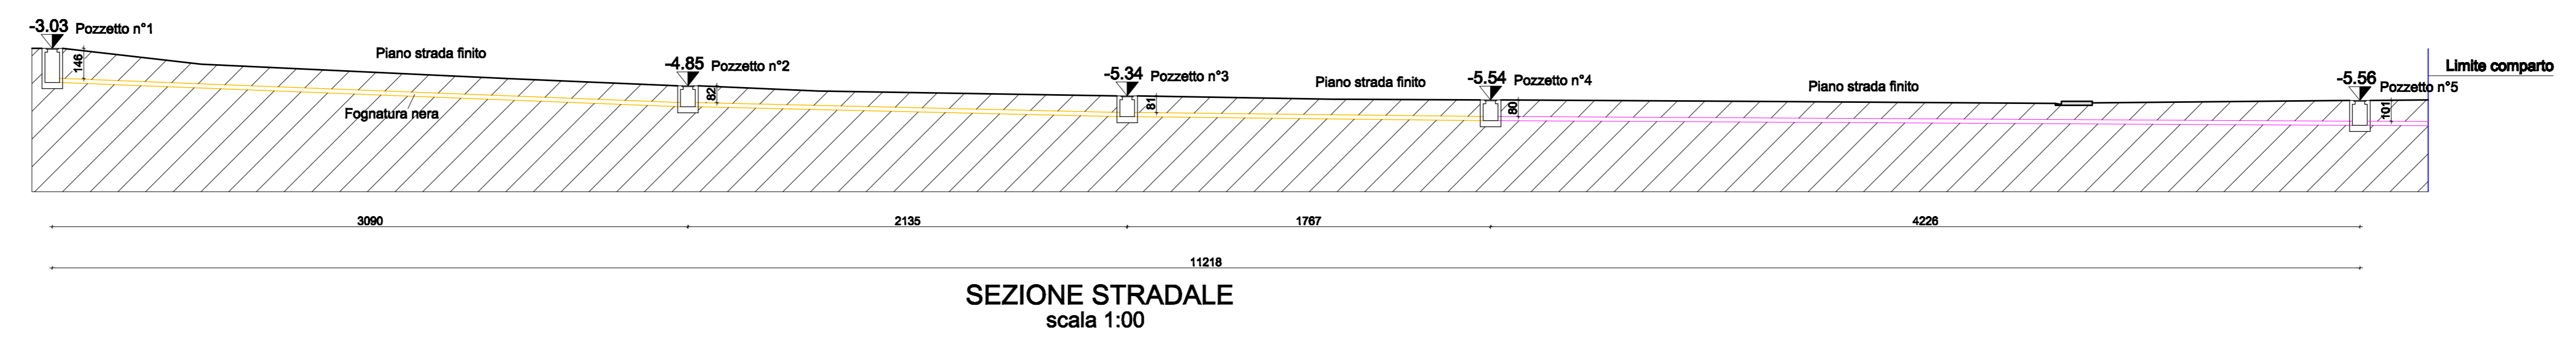 -3.03 Pozzetto n°1
146
Piano strada finito
Fognatura nera
-4.85 Pozzetto n°2
82
-5.34 Pozzetto n°3
81
Piano strada finito
-5.54 Pozzetto n°4
80
Piano strada finito
-5.56 Pozzetto n°5
101
Limite comparto
3090
2135
1767
4226
11218
SEZIONE STRADALE
scala 1:00